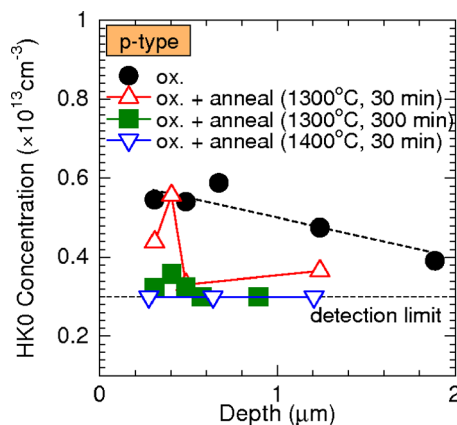 p-type
ox.
ox. + anneal (1300°C, 30 min)
ox. + anneal (1300°C, 300 min)
ox. + anneal (1400°C, 30 min)
detection limit
HK0 Concentration (×10¹³cm⁻³)
1
0.8
0.6
0.4
0.2
0
1
2
Depth (μm)